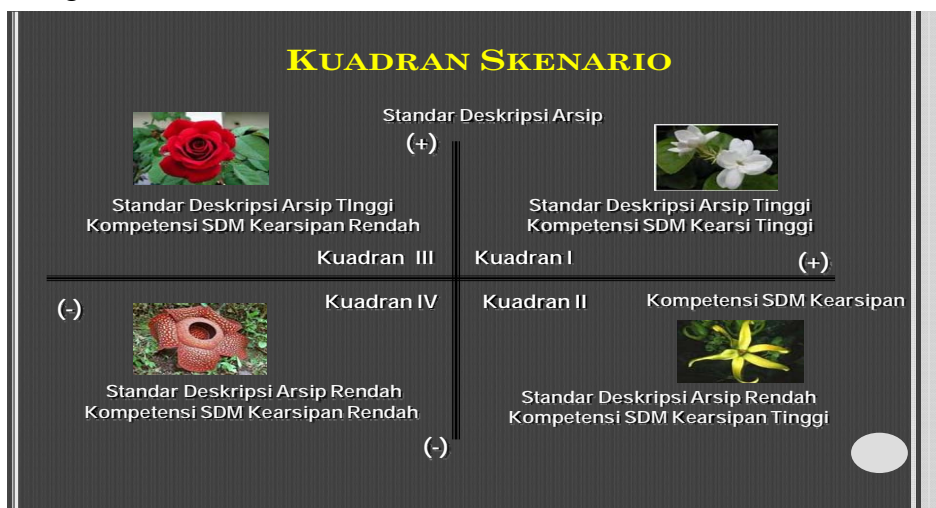 KUADRAN SKENARIO
Standar Deskripsi Arsip
(+)
Standar Deskripsi Arsip TInggi
Kompetensi SDM Kearsipan Rendah
Kuadran III
Standar Deskripsi Arsip Tinggi
Kompetensi SDM Kearsi Tinggi
Kuadran I
(+)
(-)
Kuadran IV
Standar Deskripsi Arsip Rendah
Kompetensi SDM Kearsipan Rendah
Kuadran II
Kompetensi SDM Kearsipan
Standar Deskripsi Arsip Rendah
Kompetensi SDM Kearsipan Tinggi
(-)